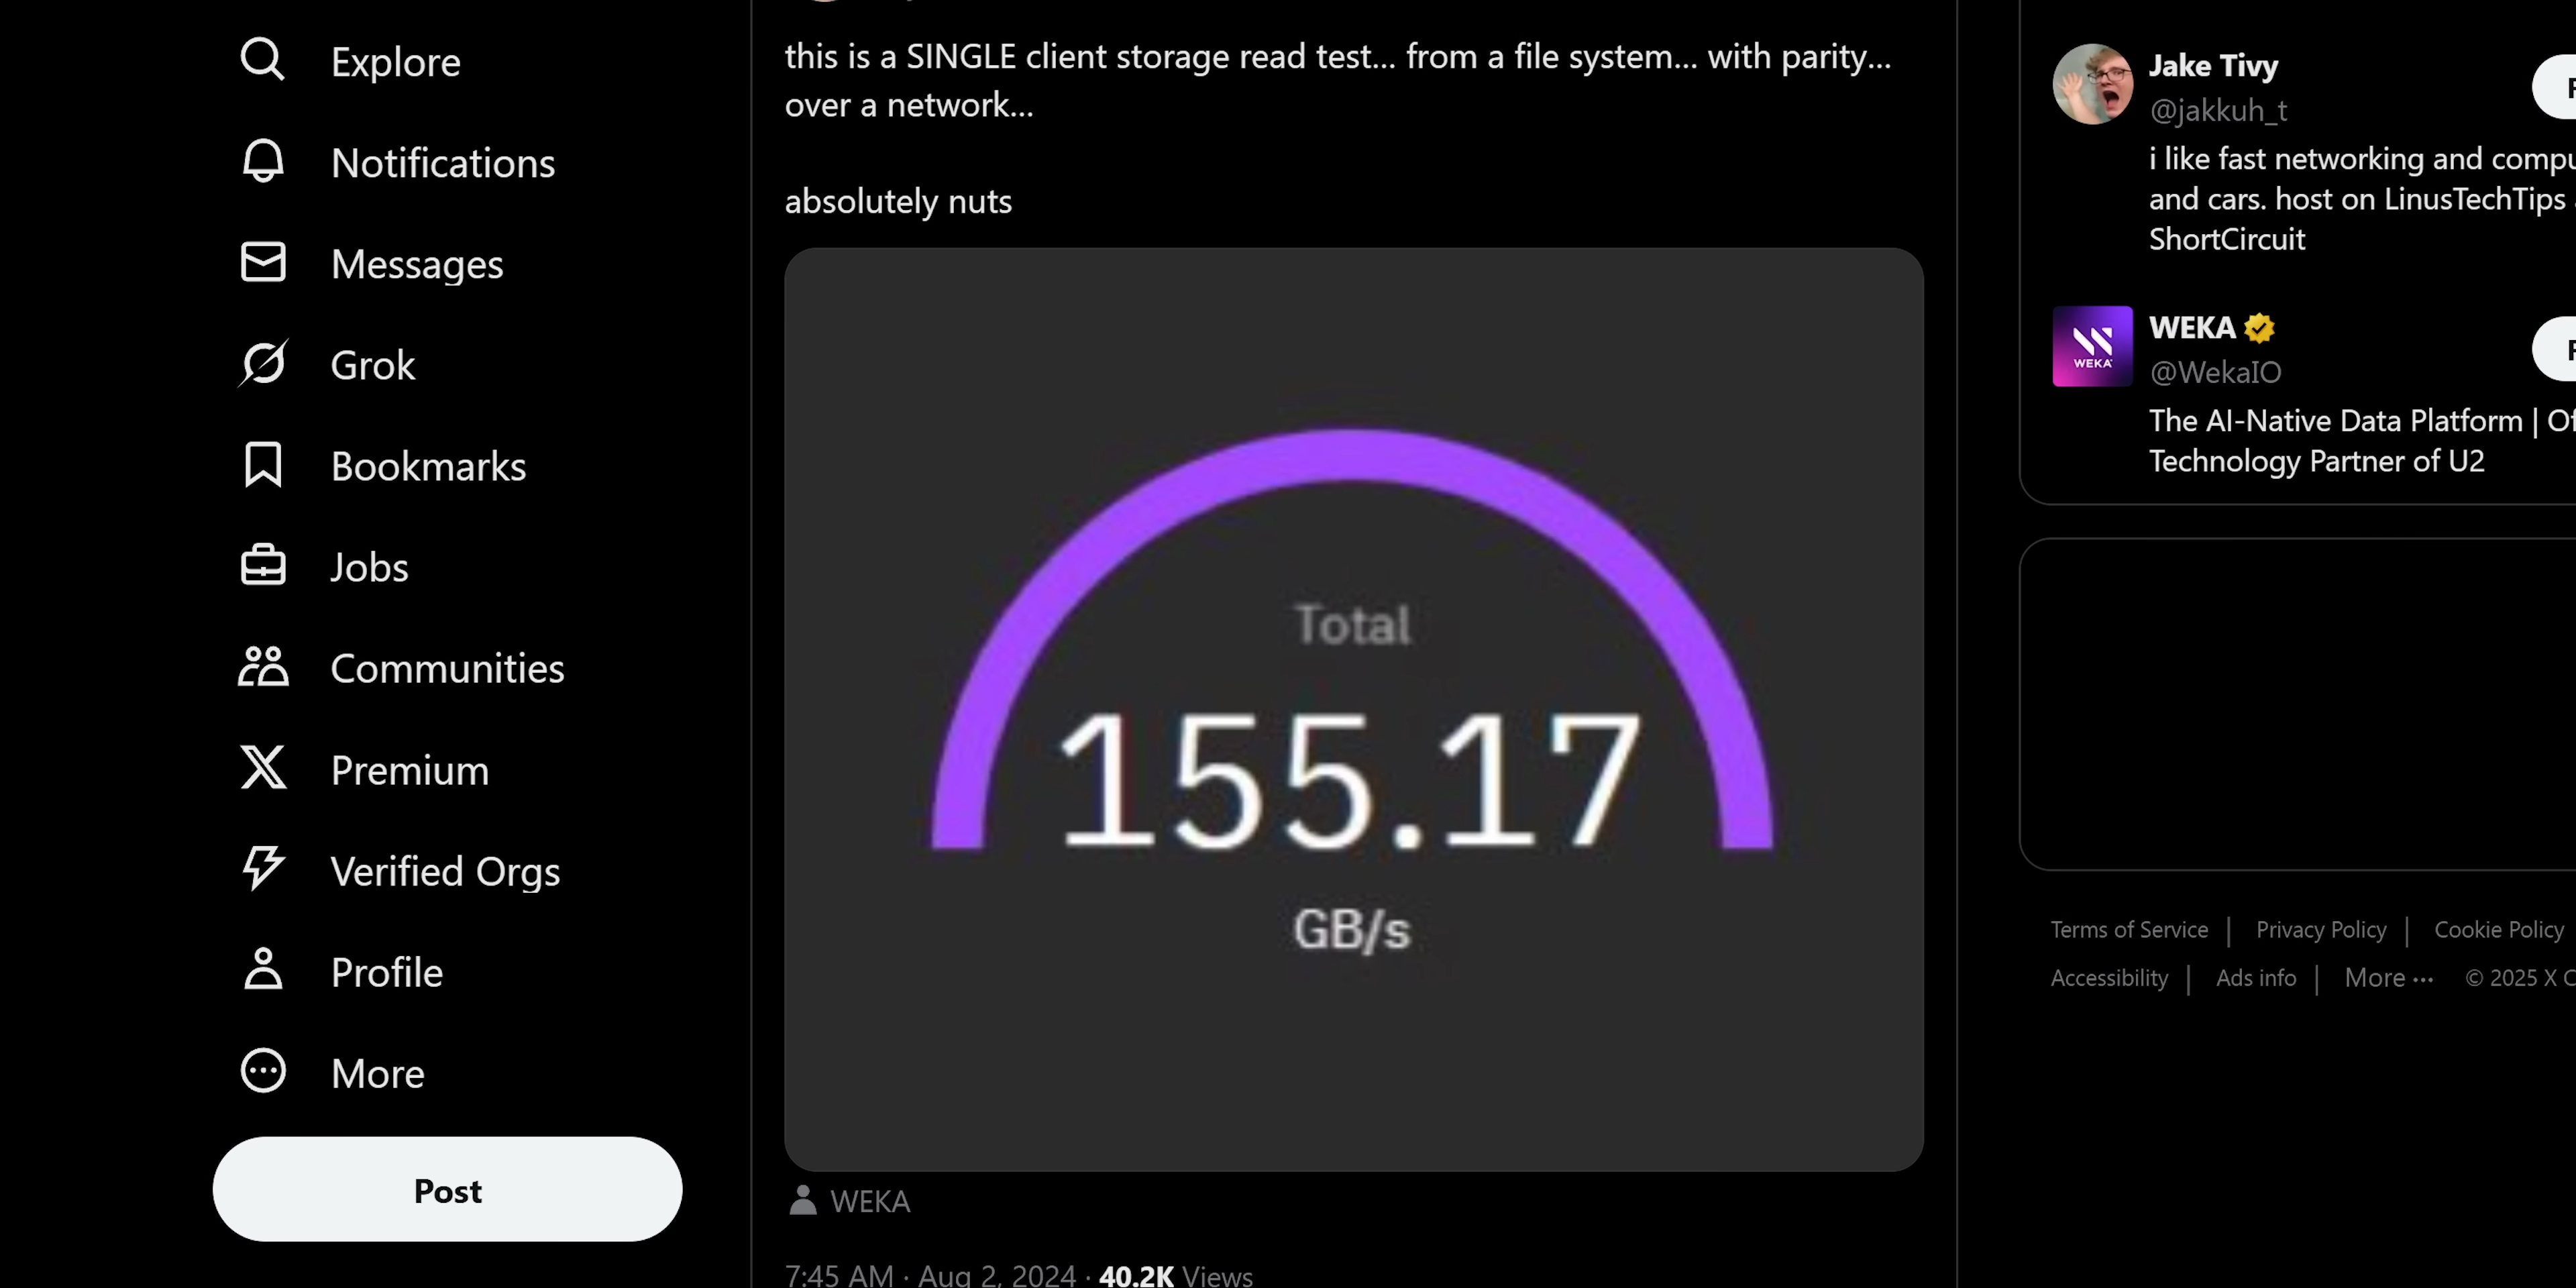 Explore
Notifications
Messages
Grok
Bookmarks
Jobs
Communities
Premium
Verified Orgs
Profile
More
Post
this is a SINGLE client storage read test... from a file system... with parity...
over a network...
absolutely nuts
Total
155.17
GB/s
WEKA
7:45 AM · Aug 2, 2024 · 40.2K Views
Jake Tivy
@jakkuh_t
i like fast networking and
and cars. host on LinusTechTips
ShortCircuit
WEKA
WEKA
@WekaIO
The AI-Native Data Platform |
Technology Partner of U2
Terms of Service | Privacy Policy | Cookie Policy
Accessibility | Ads info | More ··· © 2025 X